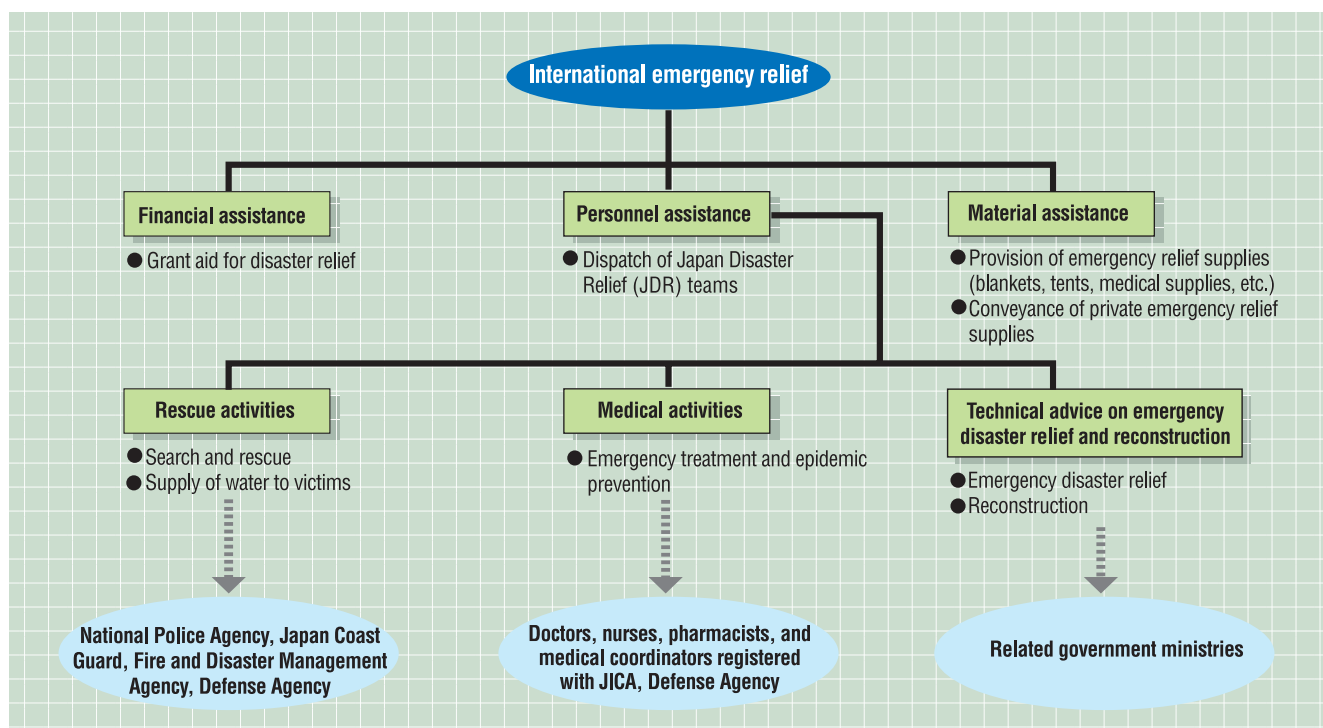 International emergency relief
Financial assistance
● Grant aid for disaster relief
Personnel assistance
● Dispatch of Japan Disaster
Relief (JDR) teams
Material assistance
● Provision of emergency relief supplies
(blankets, tents, medical supplies, etc.)
● Conveyance of private emergency relief
supplies
Rescue activities
● Search and rescue
● Supply of water to victims
Medical activities
● Emergency treatment and epidemic
prevention
Technical advice on emergency
disaster relief and reconstruction
● Emergency disaster relief
● Reconstruction
National Police Agency, Japan Coast
Guard, Fire and Disaster Management
Agency, Defense Agency
Doctors, nurses, pharmacists, and
medical coordinators registered
with JICA, Defense Agency
Related government ministries